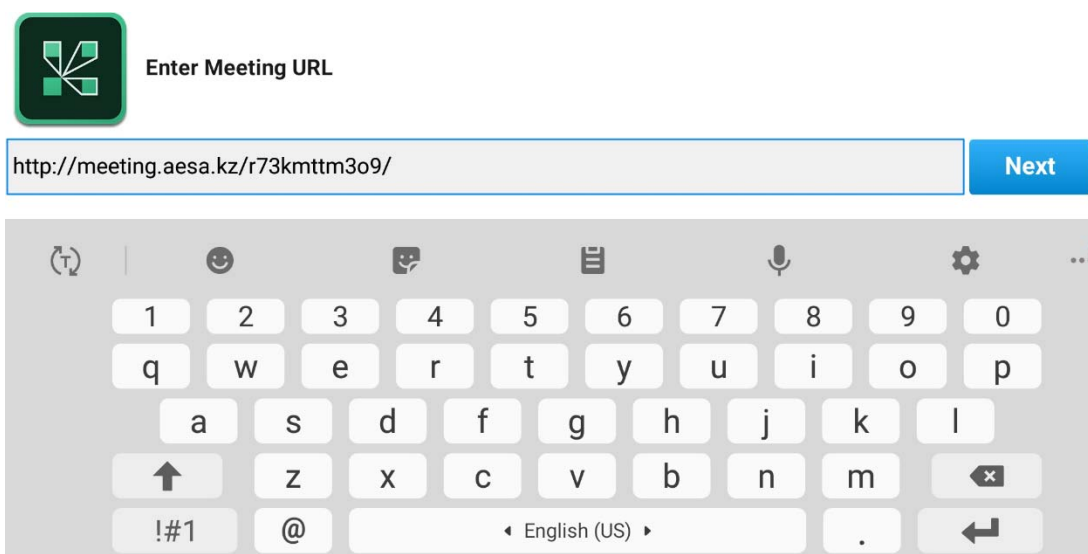 Enter Meeting URL
http://meeting.aesa.kz/r73kmttm3o9/
Next
1 2 3 4 5 6 7 8 9 0
q w e r t y u i o p
a s d f g h j k l
z x c v b n m
!#1 @ English (US) .